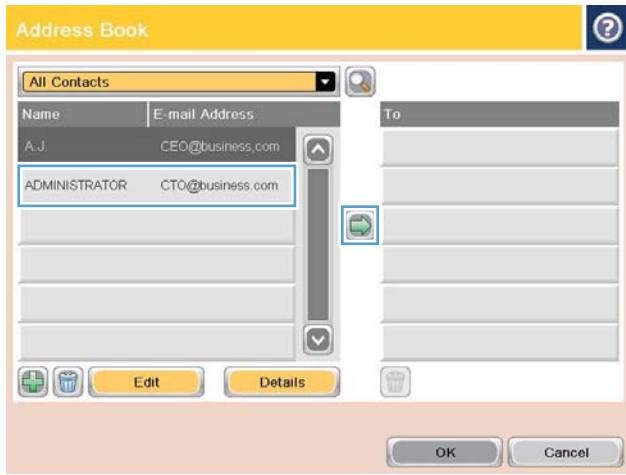 Address Book
?
All Contacts
Name E-mail Address To
A.J. CEO@business,com
ADMINISTRATOR CTO@business.com
Edit Details
OK Cancel